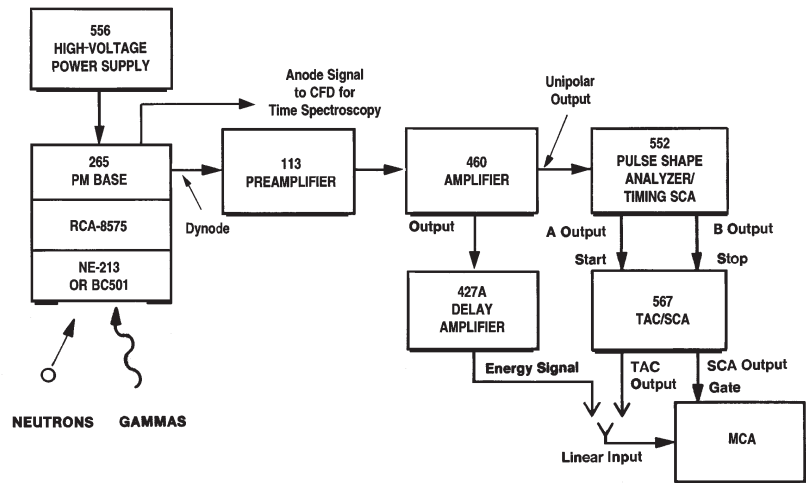 556
HIGH-VOLTAGE
POWER SUPPLY
Anode Signal
to CFD for
Time Spectroscopy
Unipolar
Output
265
PM BASE
RCA-8575
NE-213
OR BC501
Dynode
113
PREAMPLIFIER
460
AMPLIFIER
552
PULSE SHAPE
ANALYZER/
TIMING SCA
Output
A Output
B Output
Start
Stop
427A
DELAY
AMPLIFIER
567
TAC/SCA
Energy Signal
TAC
Output
SCA Output
Gate
NEUTRONS
GAMMAS
Linear Input
MCA